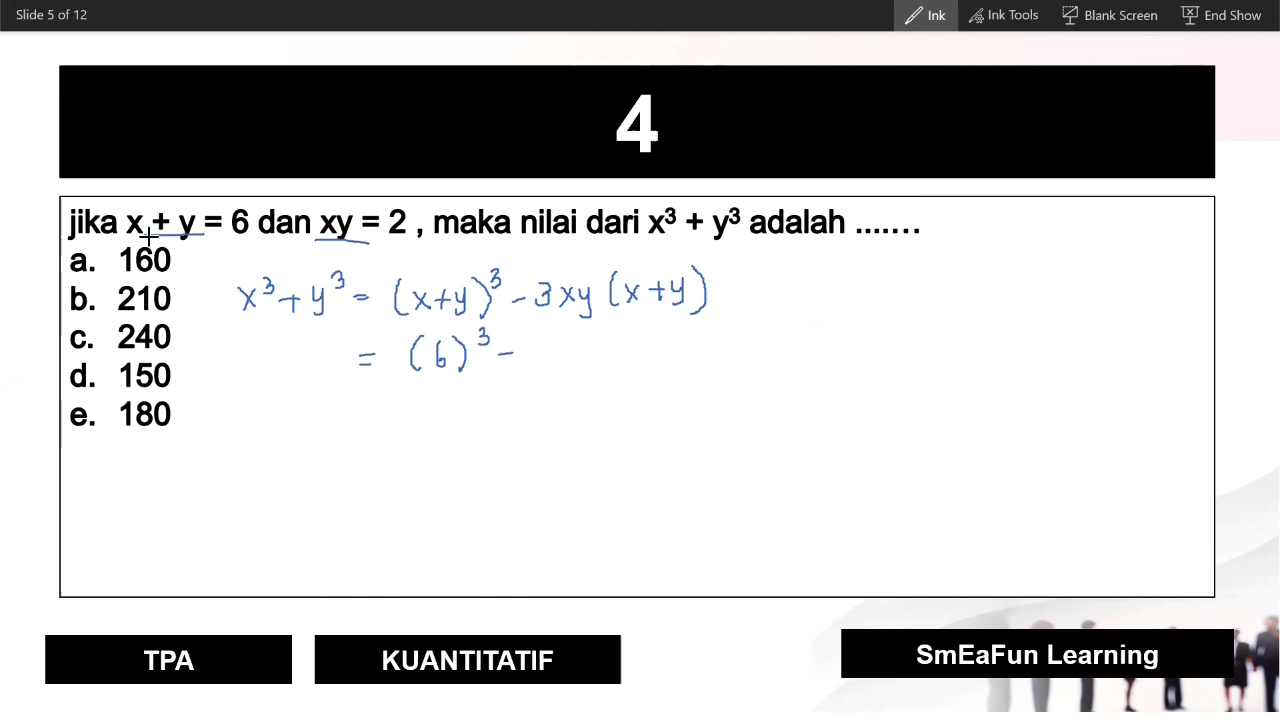 Slide 5 of 12
Ink Ink Tools Blank Screen End Show
4
jika x + y = 6 dan xy = 2 , maka nilai dari x³ + y³ adalah .......
a. 160
b. 210
c. 240
d. 150
e. 180
x³ + y³ = (x+y)³ - 3xy (x+y)
= (6)³ -
TPA
KUANTITATIF
SmEaFun Learning